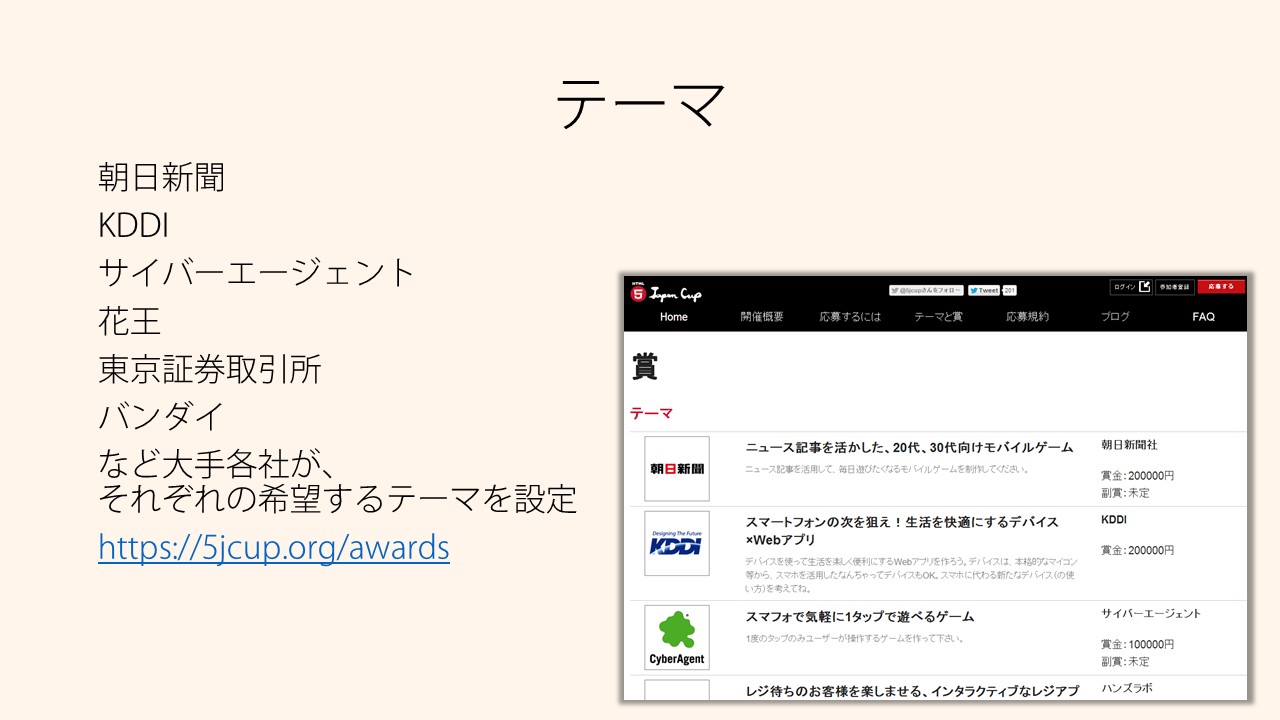 テーマ
朝日新聞
KDDI
サイバーエージェント
花王
東京証券取引所
バンダイ
など大手各社が、
それぞれの希望するテーマを設定
https://5jcup.org/awards
HTML
5 Japan Cup
@5jcupさんをフォロー
Tweet 201
ログイン
参加者登録
応募する
Home 開催概要 応募するには テーマと賞 応募規約 ブログ FAQ
賞
テーマ
朝日新聞
ニュース記事を活かした、20代、30代向けモバイルゲーム
ニュース記事を活用して、毎日遊びたくなるモバイルゲームを制作してください。
朝日新聞社
賞金：200000円
副賞：未定
Designing The Future
KDDI
スマートフォンの次を狙え！生活を快適にするデバイス
×Webアプリ
デバイスを使って生活を楽しく便利にするWebアプリを作ろう。デバイスは、本格的なマイコン
等から、スマホを活用したなんちゃってデバイスもOK。スマホに代わる新たなデバイス（の使
い方）を考えてね。
KDDI
賞金：200000円
CyberAgent
スマフォで気軽に1タップで遊べるゲーム
1度のタップのみユーザーが操作するゲームを作って下さい。
サイバーエージェント
賞金：100000円
副賞：未定
レジ待ちのお客様を楽しませる、インタラクティブなレジアプ
ハンズラボ